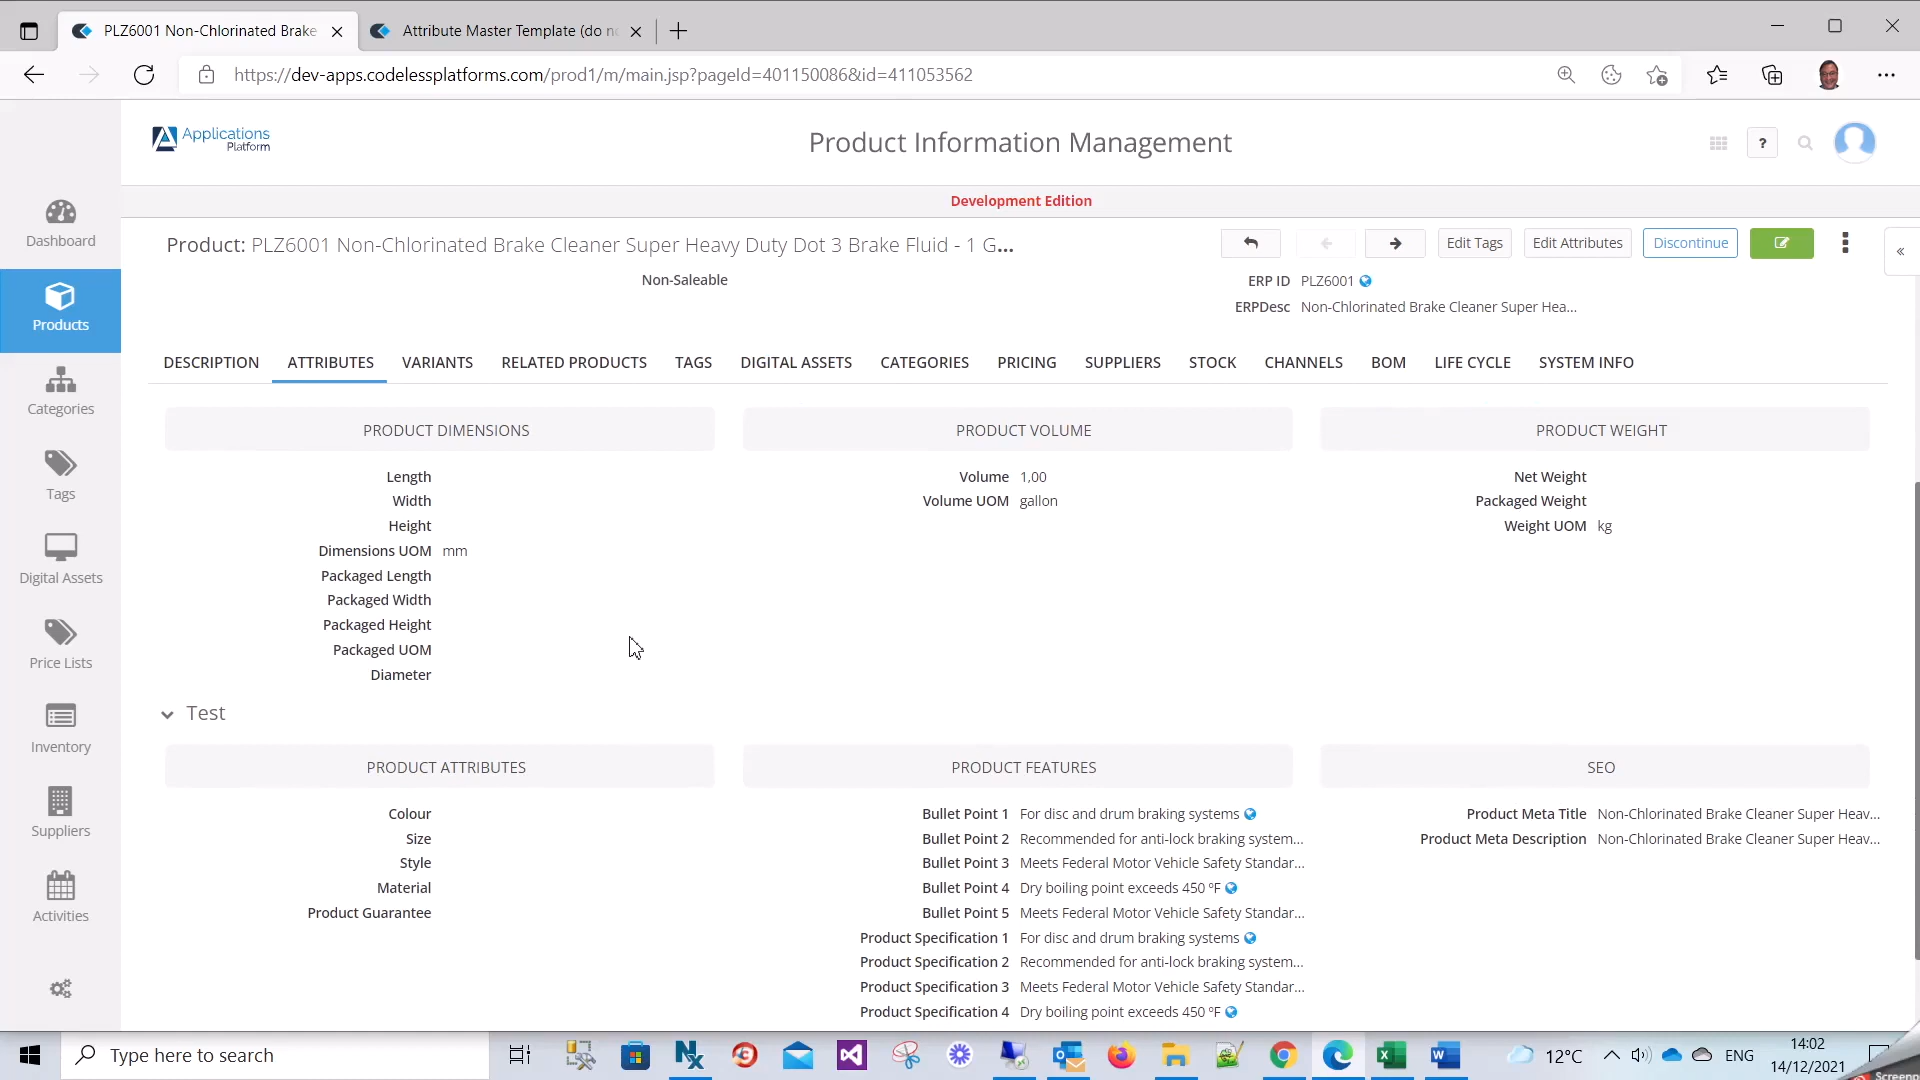 PLZ6001 Non-Chlorinated Brake
Attribute Master Template (do n
https://dev-apps.codelessplatforms.com/prod1/m/main.jsp?pageId=401150086&id=411053562
Applications
Platform
Product Information Management
?
Development Edition
Dashboard
Products
Categories
Tags
Digital Assets
Price Lists
Inventory
Suppliers
Activities
Product: PLZ6001 Non-Chlorinated Brake Cleaner Super Heavy Duty Dot 3 Brake Fluid - 1 G...
Edit Tags
Edit Attributes
Discontinue
Non-Saleable
ERP ID PLZ6001
ERPDesc Non-Chlorinated Brake Cleaner Super Hea...
DESCRIPTION ATTRIBUTES VARIANTS RELATED PRODUCTS TAGS DIGITAL ASSETS CATEGORIES PRICING SUPPLIERS STOCK CHANNELS BOM LIFE CYCLE SYSTEM INFO
PRODUCT DIMENSIONS
Length
Width
Height
Dimensions UOM mm
Packaged Length
Packaged Width
Packaged Height
Packaged UOM
Diameter
PRODUCT VOLUME
Volume 1,00
Volume UOM gallon
PRODUCT WEIGHT
Net Weight
Packaged Weight
Weight UOM kg
Test
PRODUCT ATTRIBUTES
Colour
Size
Style
Material
Product Guarantee
PRODUCT FEATURES
Bullet Point 1 For disc and drum braking systems
Bullet Point 2 Recommended for anti-lock braking system...
Bullet Point 3 Meets Federal Motor Vehicle Safety Standar...
Bullet Point 4 Dry boiling point exceeds 450 ºF
Bullet Point 5 Meets Federal Motor Vehicle Safety Standar...
Product Specification 1 For disc and drum braking systems
Product Specification 2 Recommended for anti-lock braking system...
Product Specification 3 Meets Federal Motor Vehicle Safety Standar...
Product Specification 4 Dry boiling point exceeds 450 ºF
SEO
Product Meta Title Non-Chlorinated Brake Cleaner Super Heav...
Product Meta Description Non-Chlorinated Brake Cleaner Super Heav...
Type here to search
12°C
ENG
14:02
14/12/2021